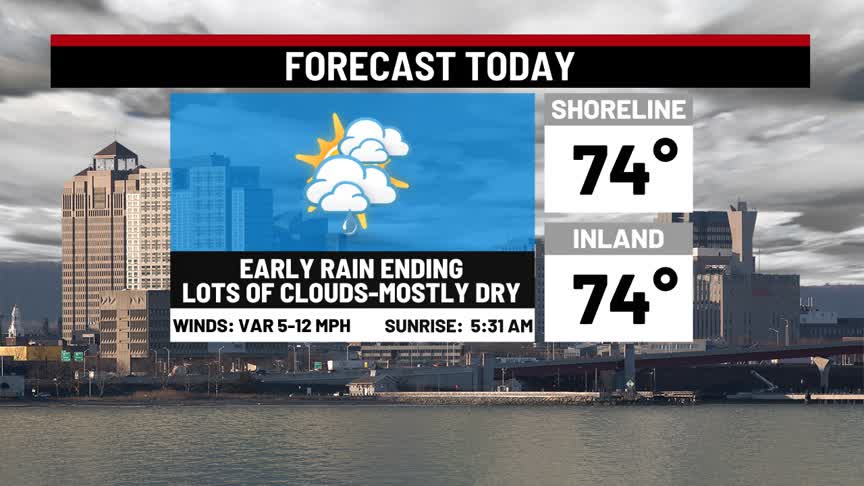 FORECAST TODAY
SHORELINE
74°
INLAND
74°
EARLY RAIN ENDING
LOTS OF CLOUDS-MOSTLY DRY
WINDS: VAR 5-12 MPH
SUNRISE: 5:31 AM